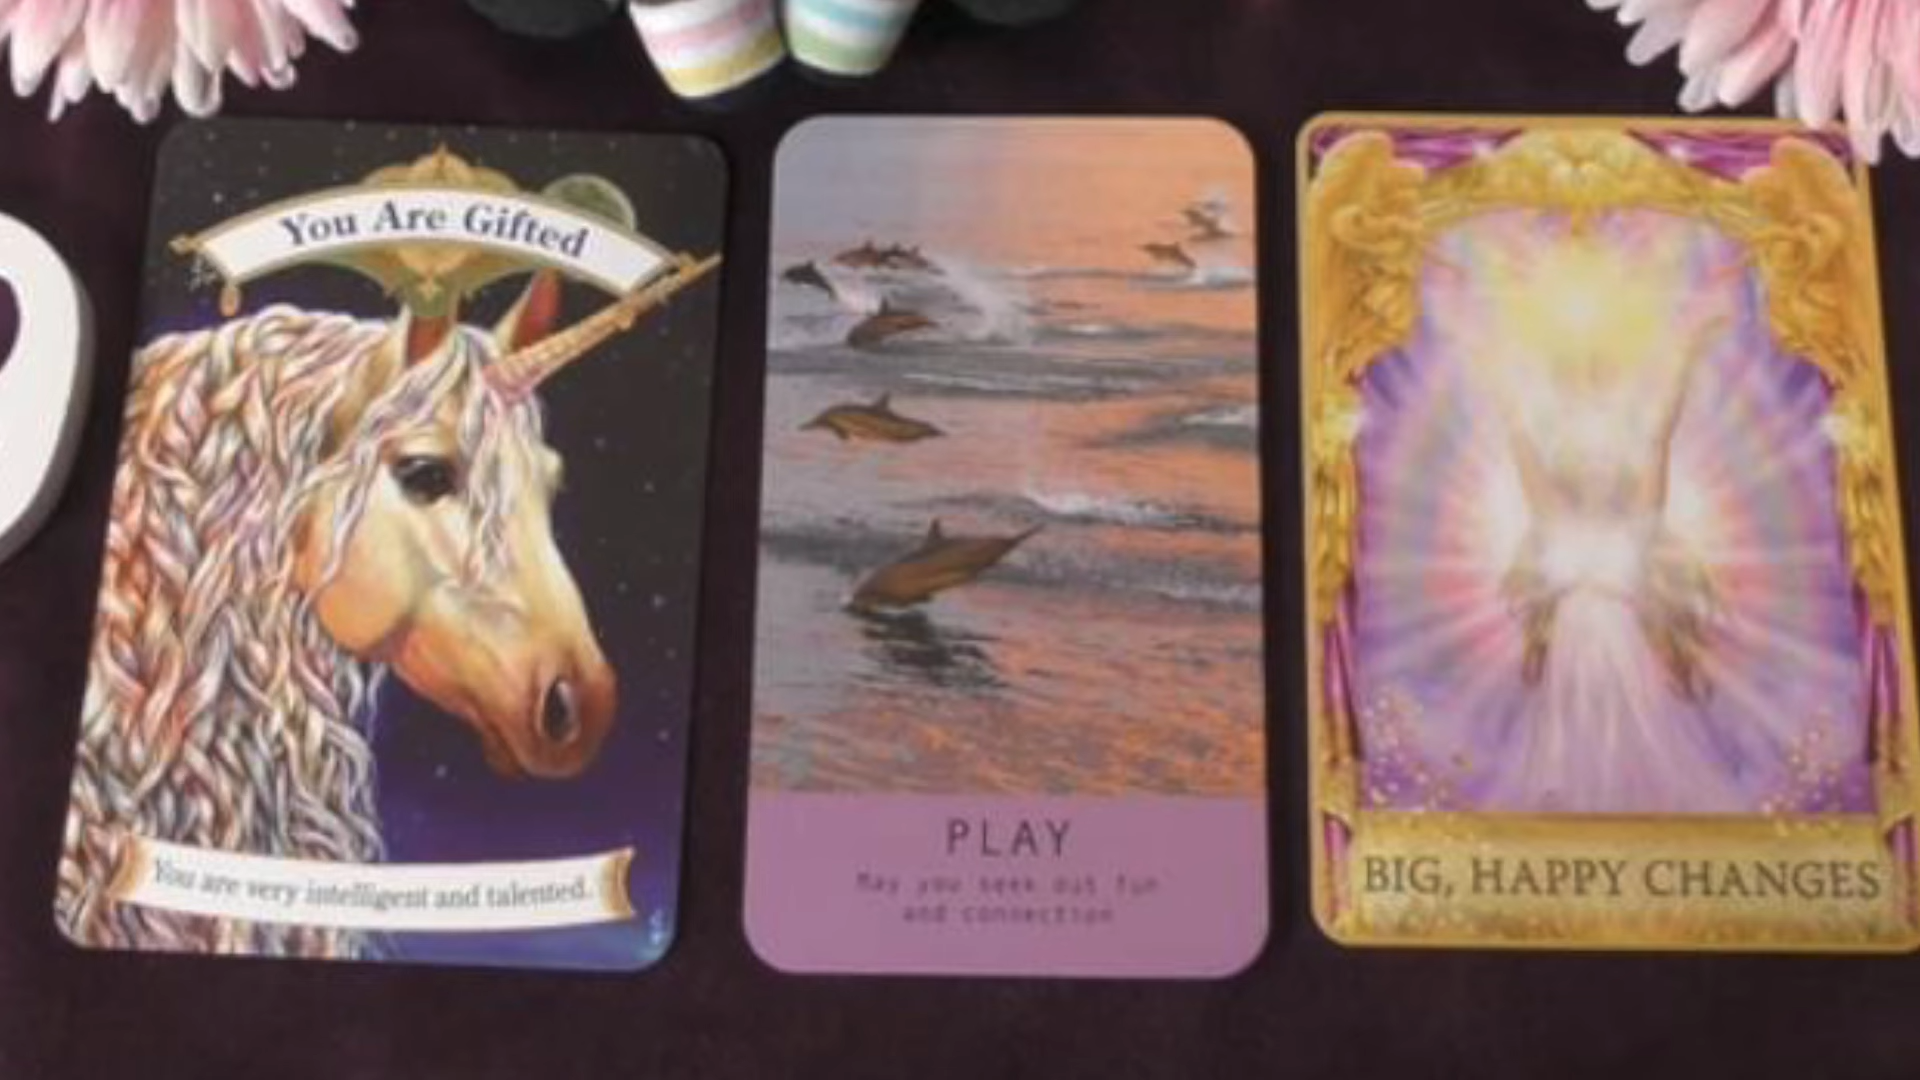 You Are Gifted
You are very intelligent and talented.
PLAY
May you seek out fun
and connection
BIG, HAPPY CHANGES